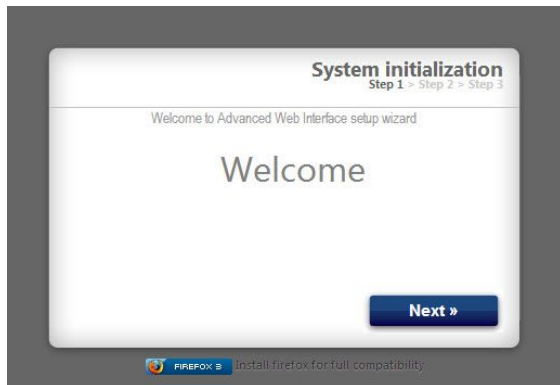 System initialization
Step 1 > Step 2 > Step 3
Welcome to Advanced Web Interface setup wizard
Welcome
Next »
FIREFOX 3 Install firefox for full compatibility